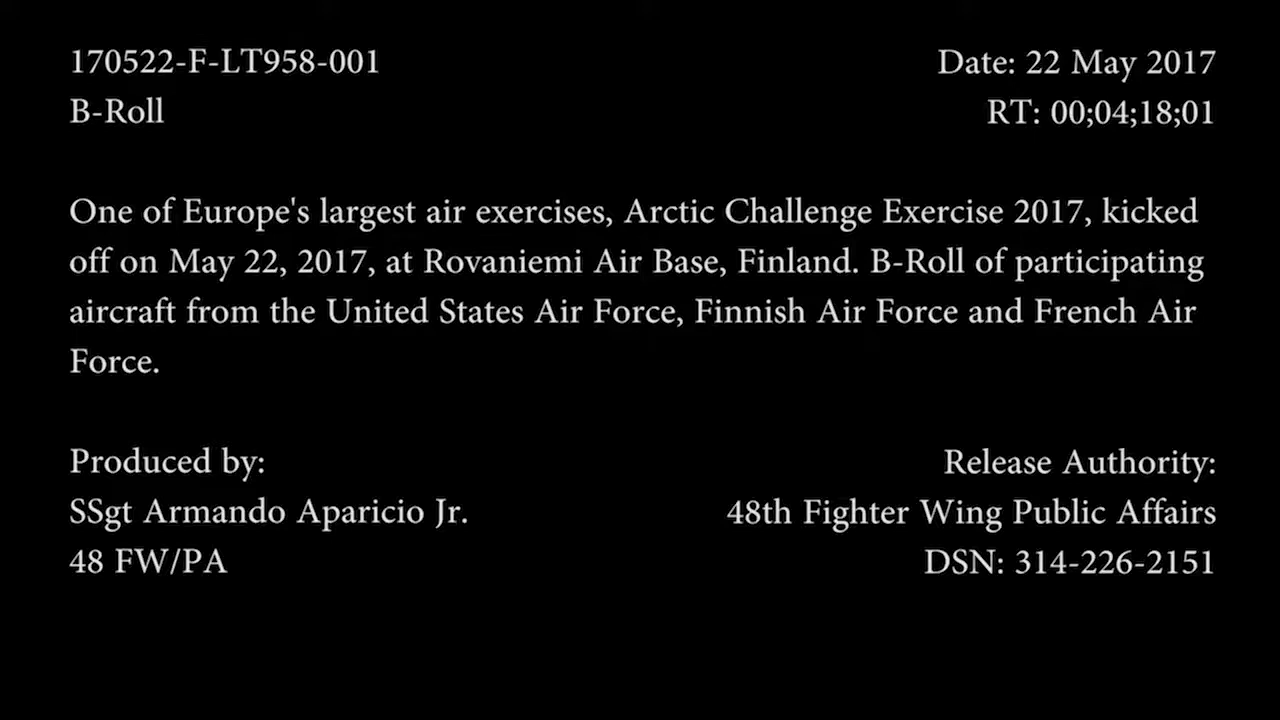 170522-F-LT958-001
Date: 22 May 2017
B-Roll
RT: 00;04;18;01
One of Europe's largest air exercises, Arctic Challenge Exercise 2017, kicked
off on May 22, 2017, at Rovaniemi Air Base, Finland. B-Roll of participating
aircraft from the United States Air Force, Finnish Air Force and French Air
Force.
Produced by:
SSgt Armando Aparicio Jr.
48 FW/PA
Release Authority:
48th Fighter Wing Public Affairs
DSN: 314-226-2151